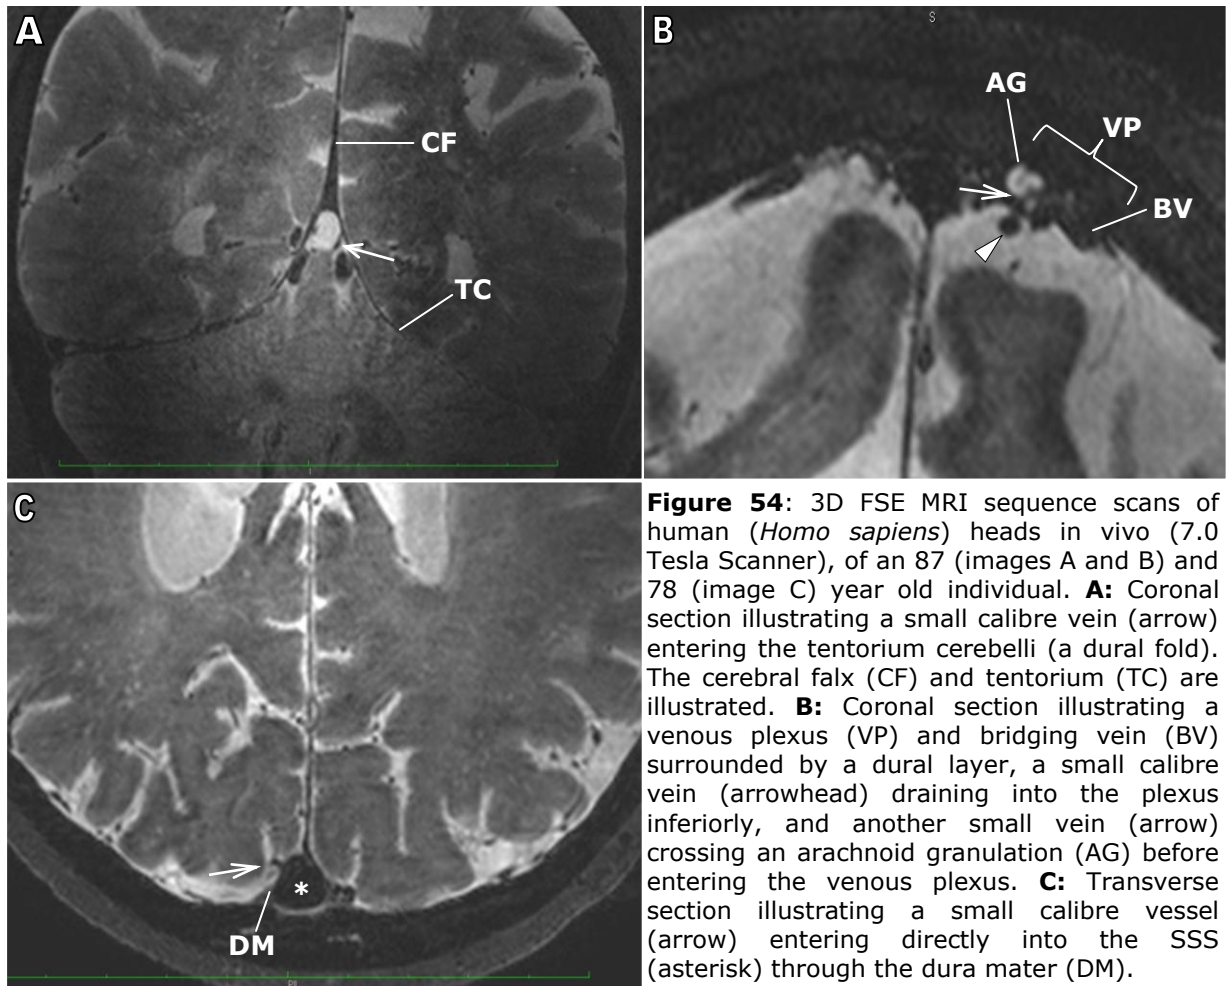 A
CF
TC
B
S
AG
VP
BV
C
*
DM
Figure 54: 3D FSE MRI sequence scans of
human (Homo sapiens) heads in vivo (7.0
Tesla Scanner), of an 87 (images A and B) and
78 (image C) year old individual. A: Coronal
section illustrating a small calibre vein (arrow)
entering the tentorium cerebelli (a dural fold).
The cerebral falx (CF) and tentorium (TC) are
illustrated. B: Coronal section illustrating a
venous plexus (VP) and bridging vein (BV)
surrounded by a dural layer, a small calibre
vein (arrowhead) draining into the plexus
inferiorly, and another small vein (arrow)
crossing an arachnoid granulation (AG) before
entering the venous plexus. C: Transverse
section illustrating a small calibre vessel
(arrow) entering directly into the SSS
(asterisk) through the dura mater (DM).